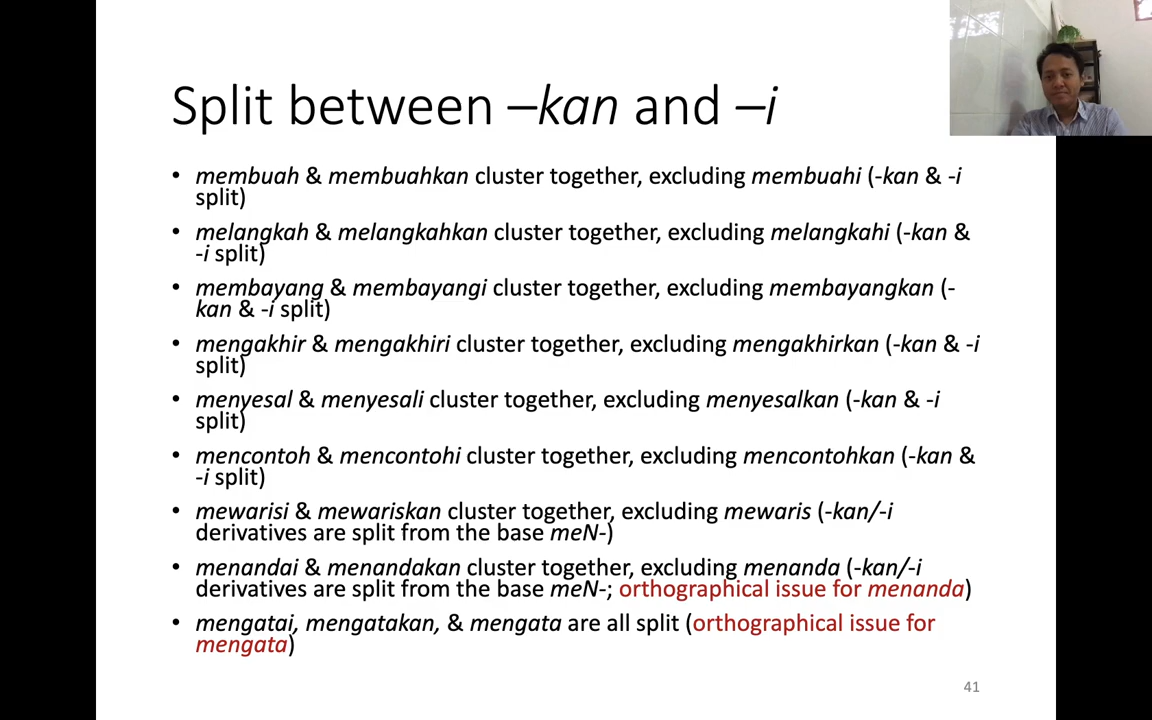 Split between –kan and –i
• membuah & membuahkan cluster together, excluding membuahi (-kan & -i
split)
• melangkah & melangkahkan cluster together, excluding melangkahi (-kan &
-i split)
• membayang & membayangi cluster together, excluding membayangkan (-
kan & -i split)
• mengakhir & mengakhiri cluster together, excluding mengakhirkan (-kan & -i
split)
• menyesal & menyesali cluster together, excluding menyesalkan (-kan & -i
split)
• mencontoh & mencontohi cluster together, excluding mencontohkan (-kan &
-i split)
• mewarisi & mewariskan cluster together, excluding mewaris (-kan/-i
derivatives are split from the base meN-)
• menandai & menandakan cluster together, excluding menanda (-kan/-i
derivatives are split from the base meN-; orthographical issue for menanda)
• mengatai, mengatakan, & mengata are all split (orthographical issue for
mengata)
41